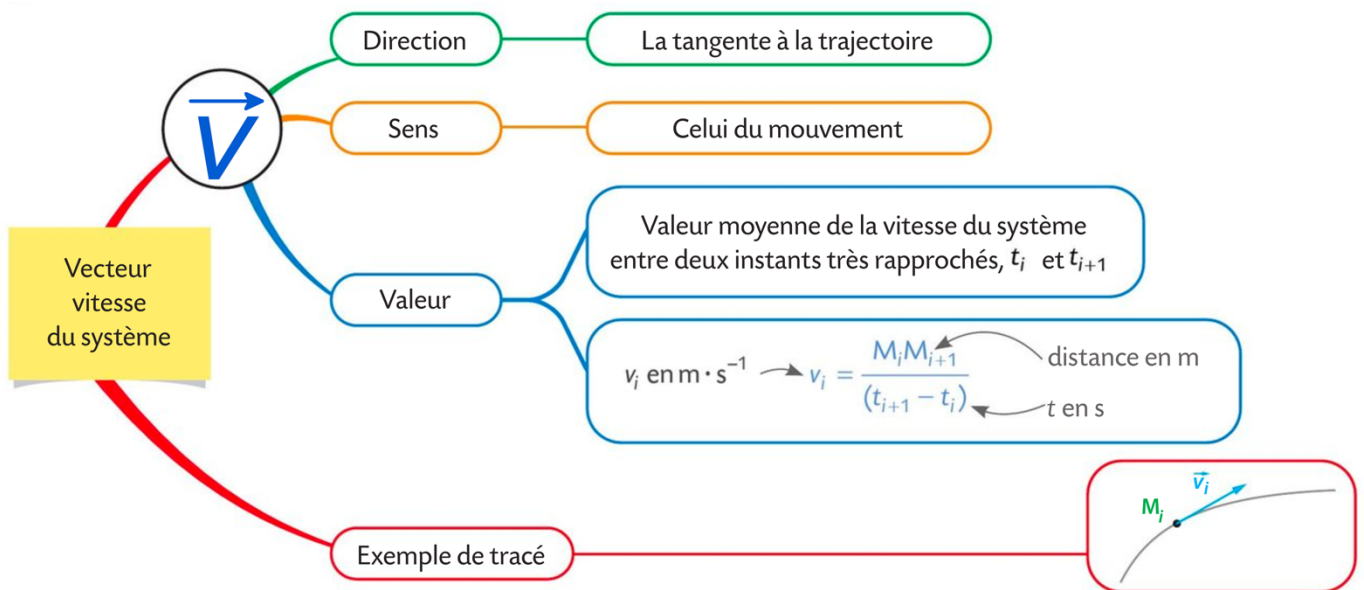 Direction
La tangente à la trajectoire
V
Sens
Celui du mouvement
Vecteur
vitesse
du système
Valeur
Valeur moyenne de la vitesse du système
entre deux instants très rapprochés, tᵢ et tᵢ₊₁
vᵢ en m · s⁻¹
vᵢ = MᵢMᵢ₊₁ / (tᵢ₊₁ − tᵢ)
distance en m
t en s
Exemple de tracé
Mᵢ
v⃗ᵢ